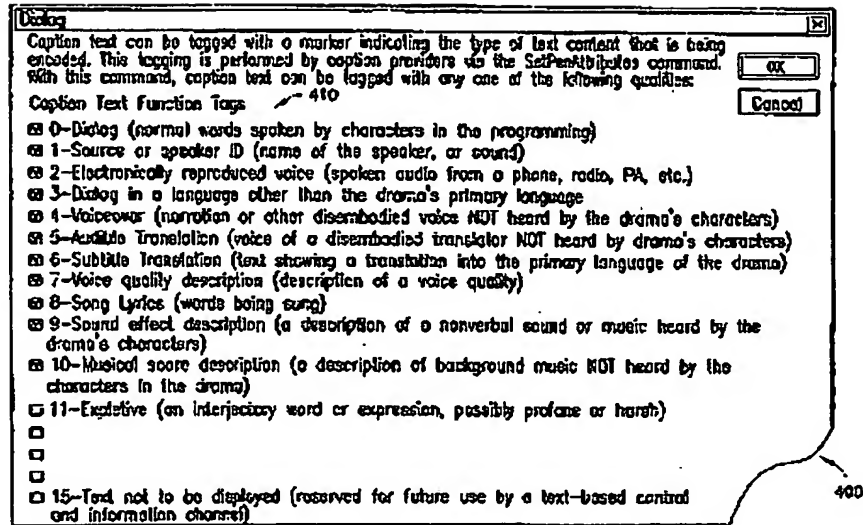 Dialog
Caption text can be tagged with a marker indicating the type of text content that is being
encoded. This tagging is performed by caption providers via the SetPenAttributes command.
With this command, caption text can be tagged with any one of the following qualities:
OK
Cancel
Caption Text Function Tags 410
0-Dialog (normal words spoken by characters in the programming)
1-Source or speaker ID (name of the speaker, or sound)
2-Electronically reproduced voice (spoken audio from a phone, radio, PA, etc.)
3-Dialog in a language other than the drama's primary language
4-Voiceover (narration or other disembodied voice NOT heard by the drama's characters)
5-Audible Translation (voice of a disembodied translator NOT heard by drama's characters)
6-Subtitle Translation (text showing a translation into the primary language of the drama)
7-Voice quality description (description of a voice quality)
8-Song Lyrics (words being sung)
9-Sound effect description (a description of a nonverbal sound or music heard by the
drama's characters)
10-Musical score description (a description of background music NOT heard by the
characters in the drama)
11-Expletive (an interjectory word or expression, possibly profane or harsh)
15-Text not to be displayed (reserved for future use by a text-based control
and information channel)
400